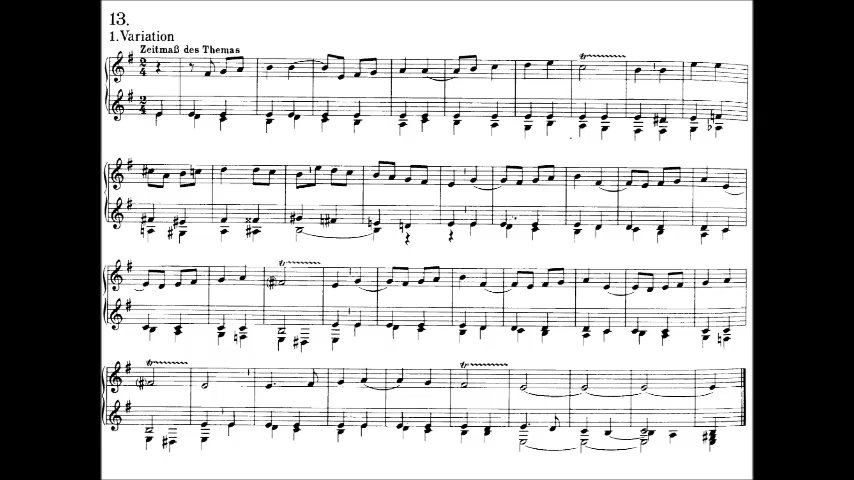 13.
1. Variation
Zeitmaß des Themas